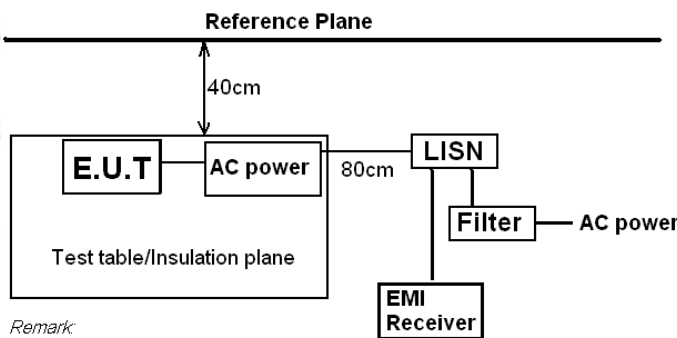 Reference Plane
40cm
E.U.T
AC power
80cm
LISN
Filter
AC power
Test table/Insulation plane
EMI
Receiver
Remark: